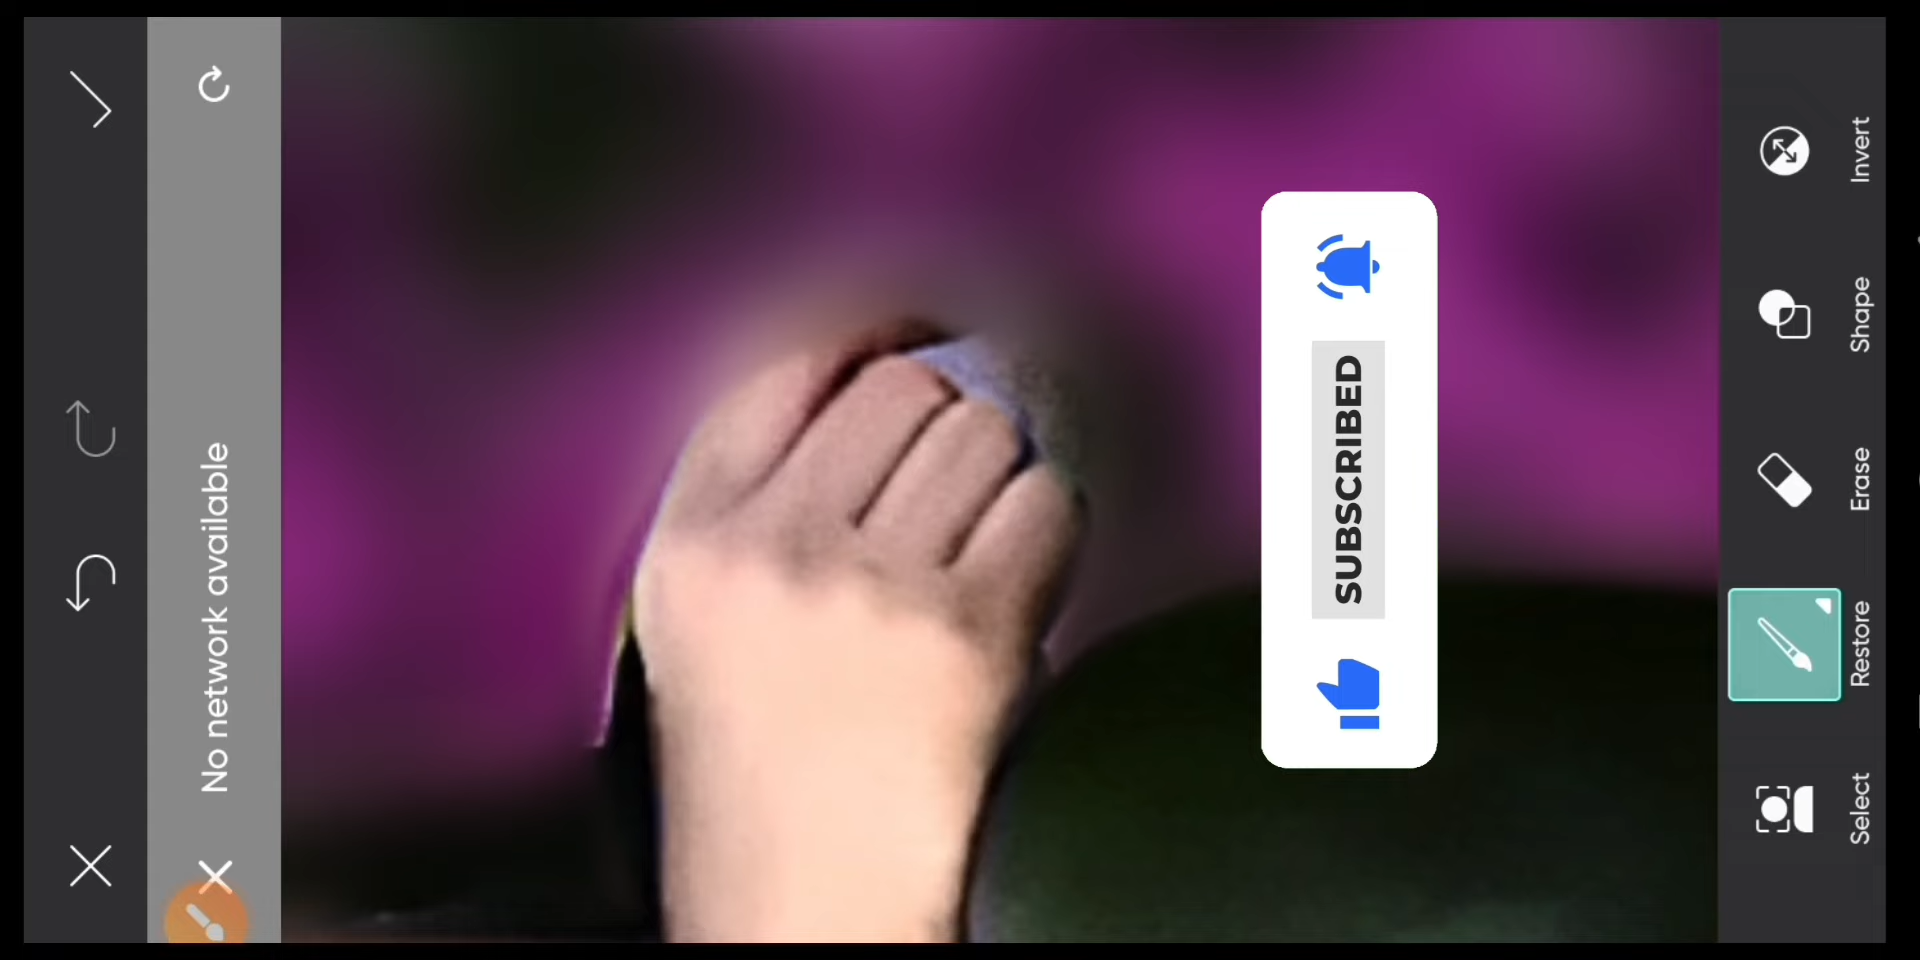 No network available
SUBSCRIBED
Select
Restore
Erase
Shape
Invert